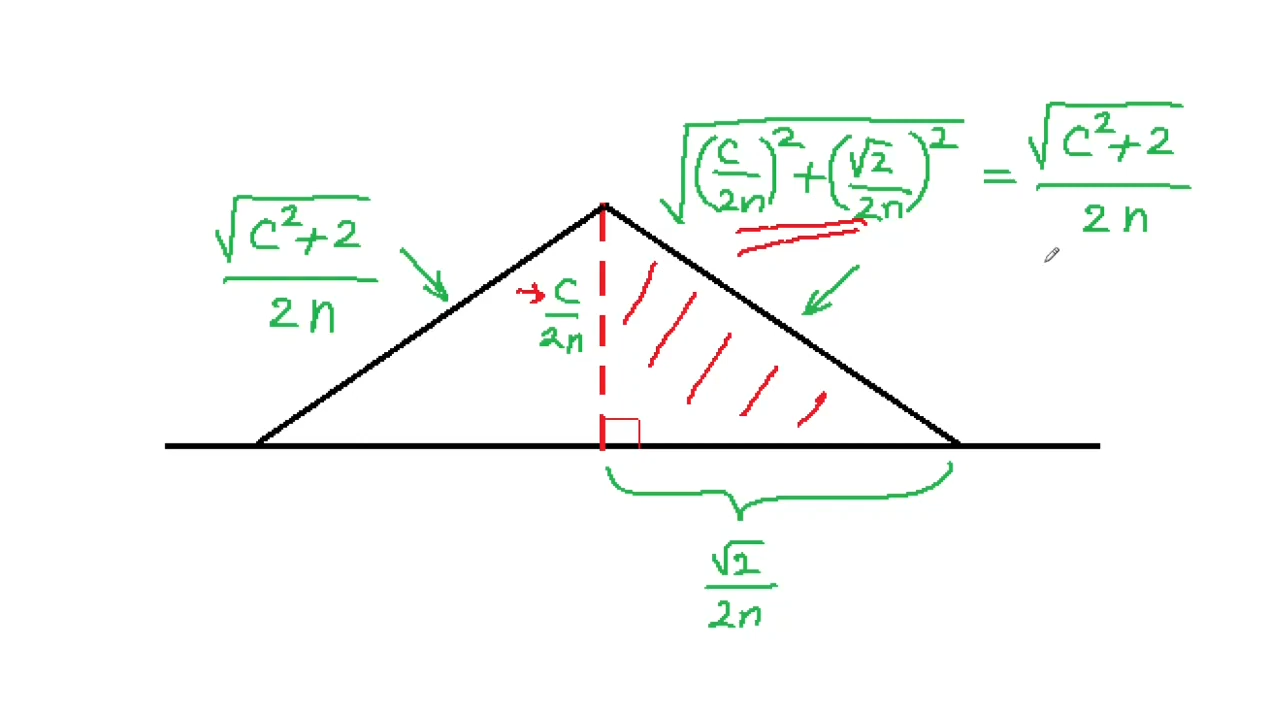 √((C/2n)² + (√2/2n)²) = √(C²+2)/2n
√(C²+2)/2n
C/2n
√2/2n